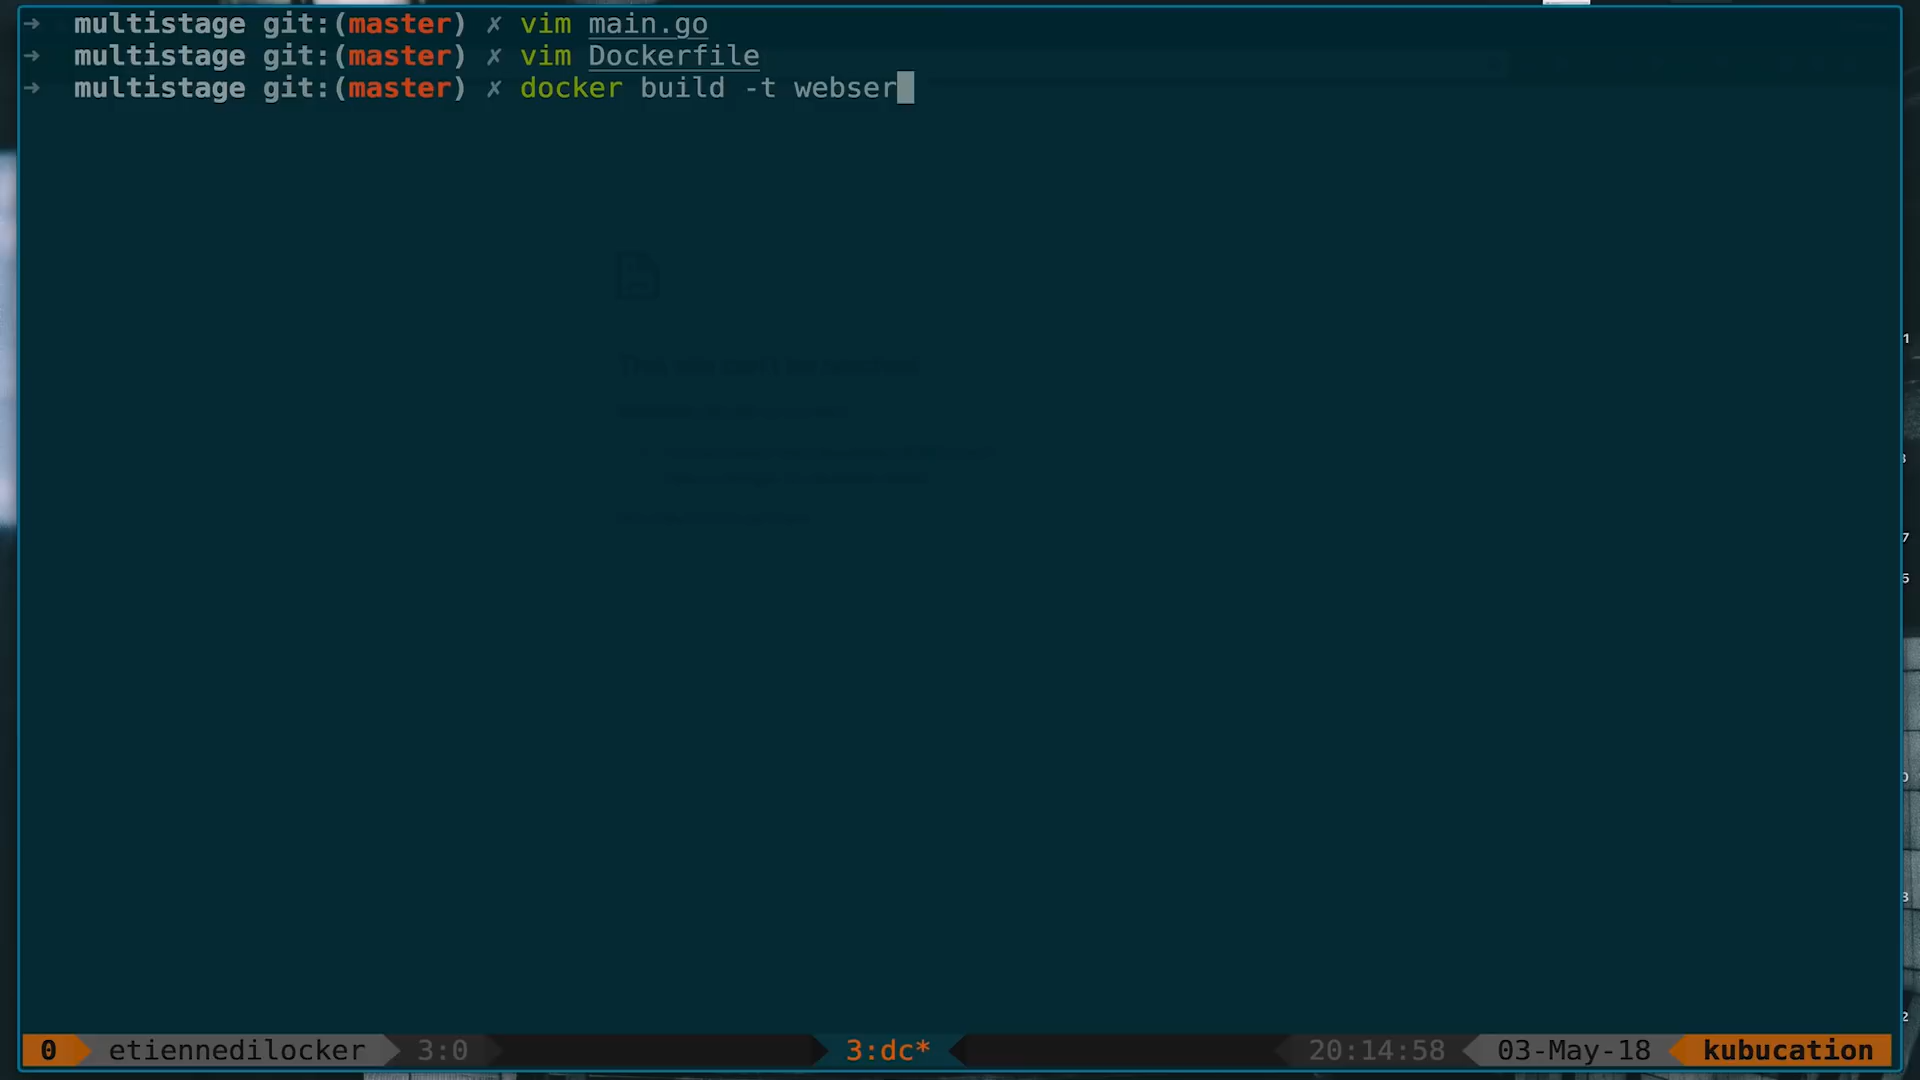 → multistage git:(master) ✗ vim main.go
→ multistage git:(master) ✗ vim Dockerfile
→ multistage git:(master) ✗ docker build -t webser
0 etiennedilocker 3:0 3:dc* 20:14:58 03-May-18 kubucation